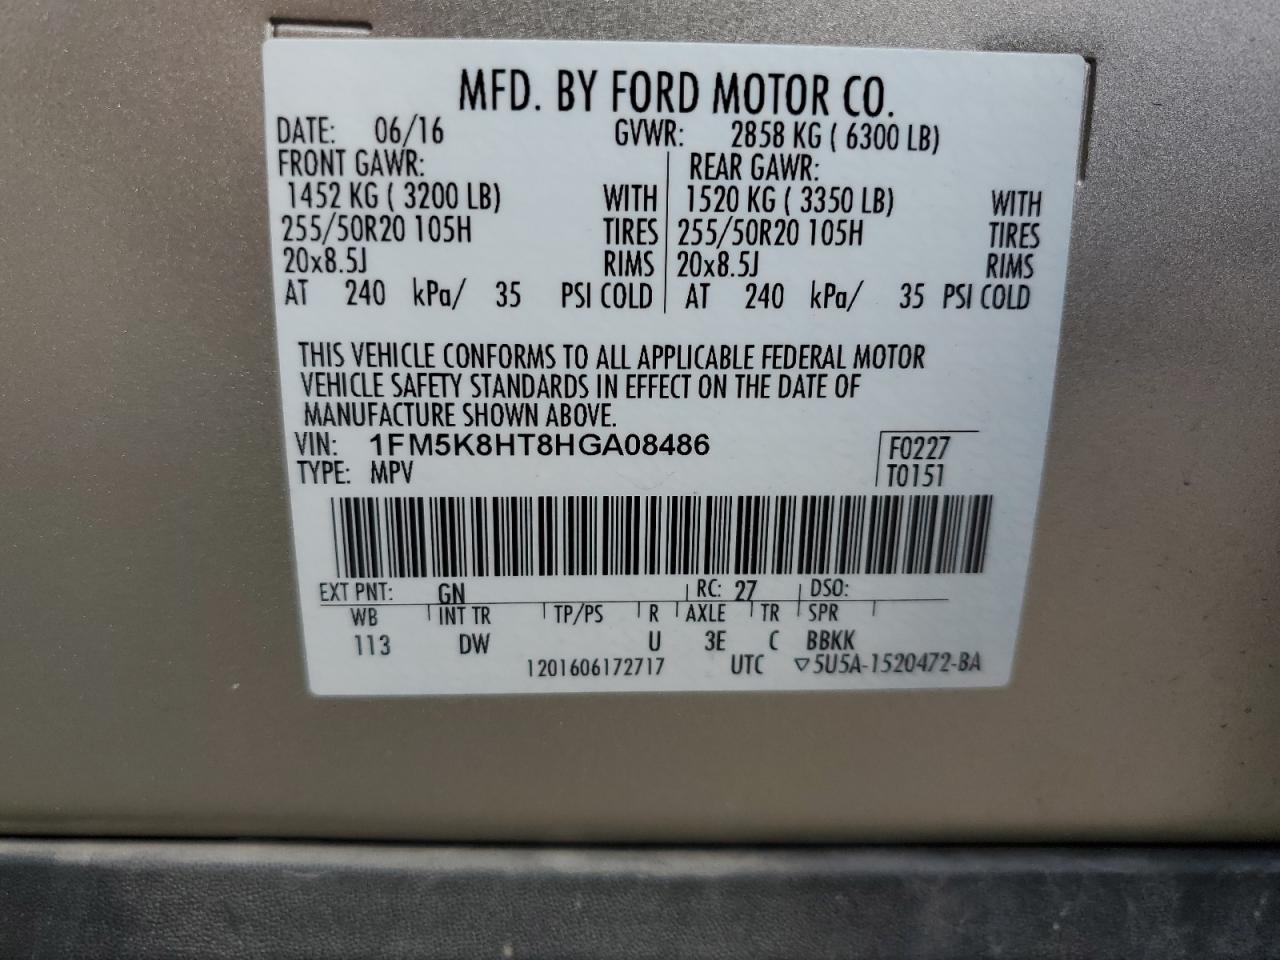 MFD. BY FORD MOTOR CO.
DATE: 06/16 GVWR: 2858 KG ( 6300 LB)
FRONT GAWR: REAR GAWR:
1452 KG ( 3200 LB) WITH 1520 KG ( 3350 LB) WITH
255/50R20 105H TIRES 255/50R20 105H TIRES
20x8.5J RIMS 20x8.5J RIMS
AT 240 kPa/ 35 PSI COLD AT 240 kPa/ 35 PSI COLD
THIS VEHICLE CONFORMS TO ALL APPLICABLE FEDERAL MOTOR
VEHICLE SAFETY STANDARDS IN EFFECT ON THE DATE OF
MANUFACTURE SHOWN ABOVE.
VIN: 1FM5K8HT8HGA08486 F0227
TYPE: MPV T0151
EXT PNT: GN RC: 27 DSO:
WB INT TR TP/PS R AXLE TR SPR
113 DW U 3E C BBKK
1201606172717 UTC ▽5U5A-1520472-BA